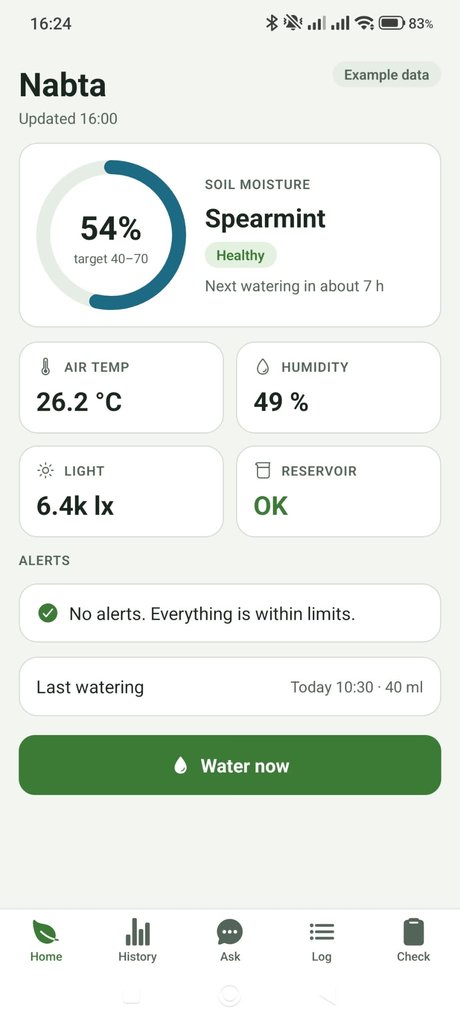 16:24
83%
Nabta
Example data
Updated 16:00
54%
target 40–70
SOIL MOISTURE
Spearmint
Healthy
Next watering in about 7 h
AIR TEMP
26.2 °C
HUMIDITY
49 %
LIGHT
6.4k lx
RESERVOIR
OK
ALERTS
No alerts. Everything is within limits.
Last watering
Today 10:30 · 40 ml
Water now
Home
History
Ask
Log
Check